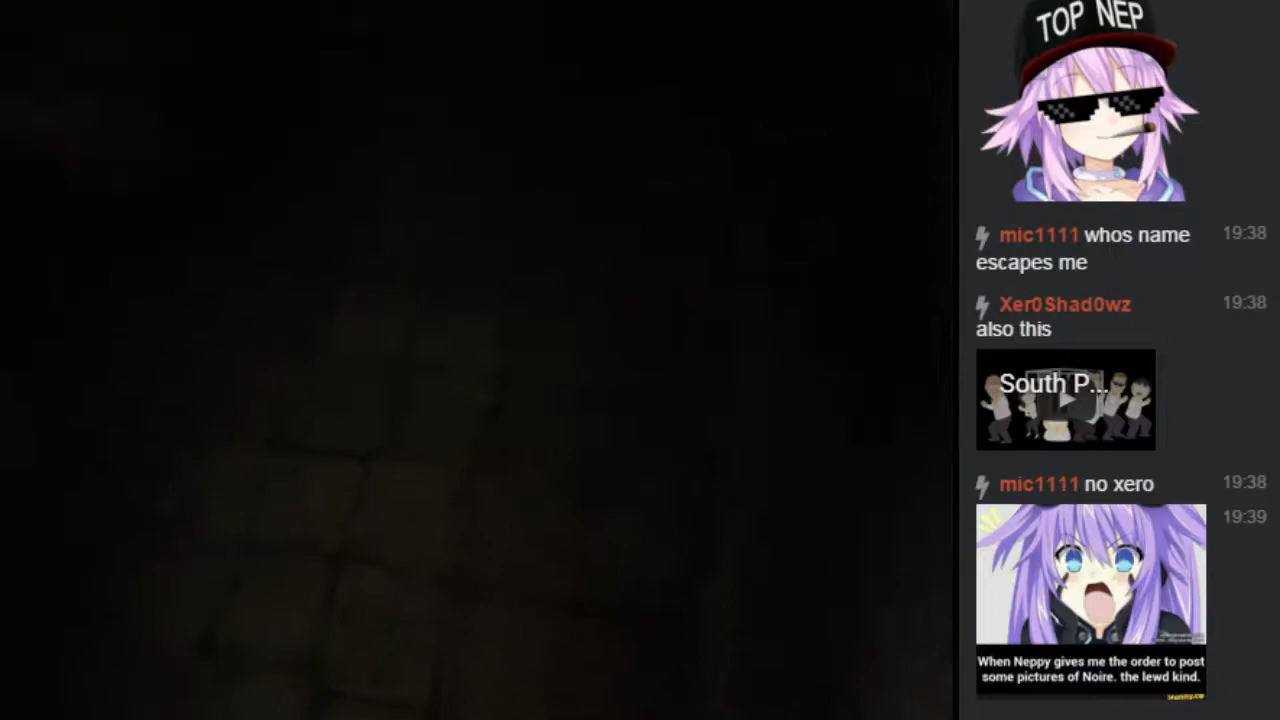 TOP NEP
mic1111 whos name 19:38
escapes me
Xer0Shad0wz 19:38
also this
South P...
mic1111 no xero 19:38
19:39
When Neppy gives me the order to post
some pictures of Noire. the lewd kind.